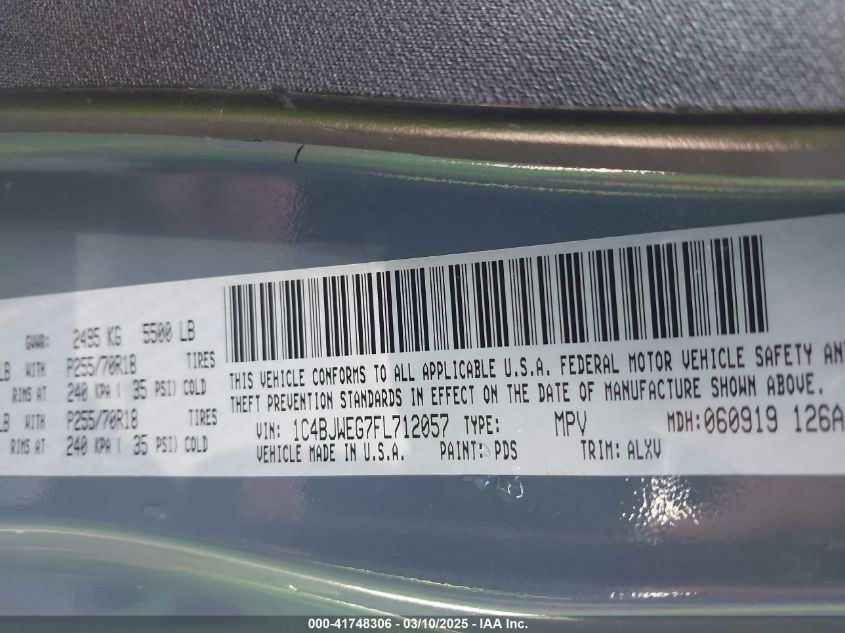 GVWR: 2495 KG 5500 LB
LB WITH P255/70R18 TIRES
RIMS AT 240 KPA ( 35 PSI) COLD
LB WITH P255/70R18 TIRES
RIMS AT 240 KPA ( 35 PSI) COLD
THIS VEHICLE CONFORMS TO ALL APPLICABLE U.S.A. FEDERAL MOTOR VEHICLE SAFETY AN
THEFT PREVENTION STANDARDS IN EFFECT ON THE DATE OF MANUFACTURE SHOWN ABOVE.
VIN: 1C4BJWEG7FL712057 TYPE: MPV MDH:060919 126A
VEHICLE MADE IN U.S.A. PAINT: PDS TRIM: ALXV
000-41748306 - 03/10/2025 - IAA Inc.